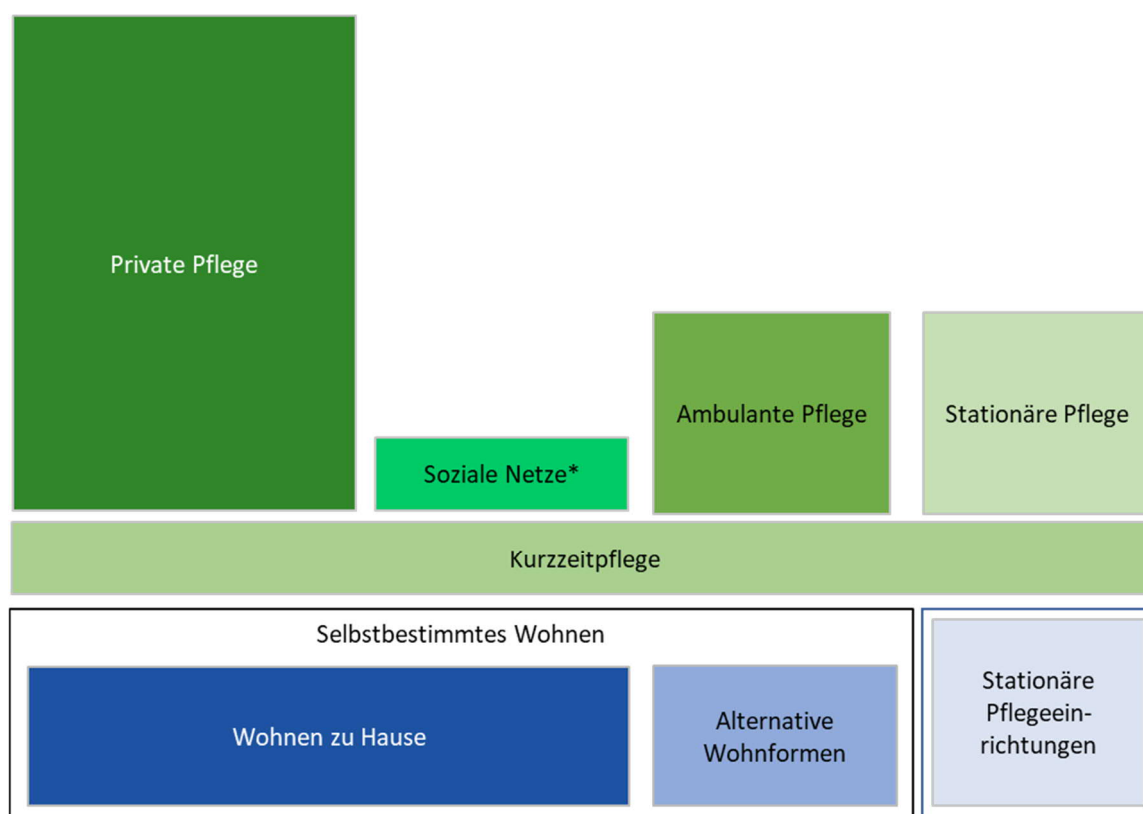 Private Pflege
Soziale Netze*
Ambulante Pflege
Stationäre Pflege
Kurzzeitpflege
Selbstbestimmtes Wohnen
Wohnen zu Hause
Alternative
Wohnformen
Stationäre
Pflegeein-
richtungen